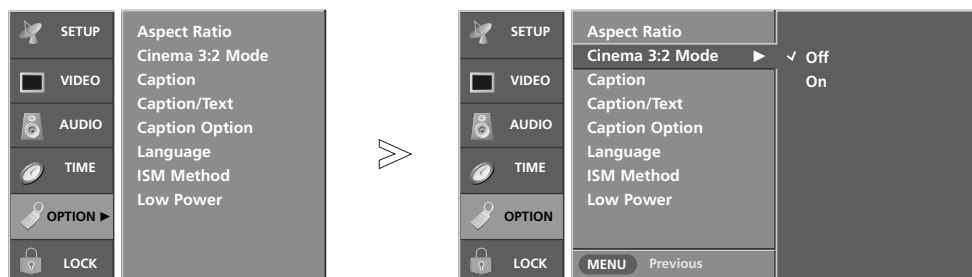 SETUP
VIDEO
AUDIO
TIME
OPTION
LOCK
Aspect Ratio
Cinema 3:2 Mode
Caption
Caption/Text
Caption Option
Language
ISM Method
Low Power
SETUP
VIDEO
AUDIO
TIME
OPTION
LOCK
Aspect Ratio
Cinema 3:2 Mode
Caption
Caption/Text
Caption Option
Language
ISM Method
Low Power
MENU Previous
Off
On